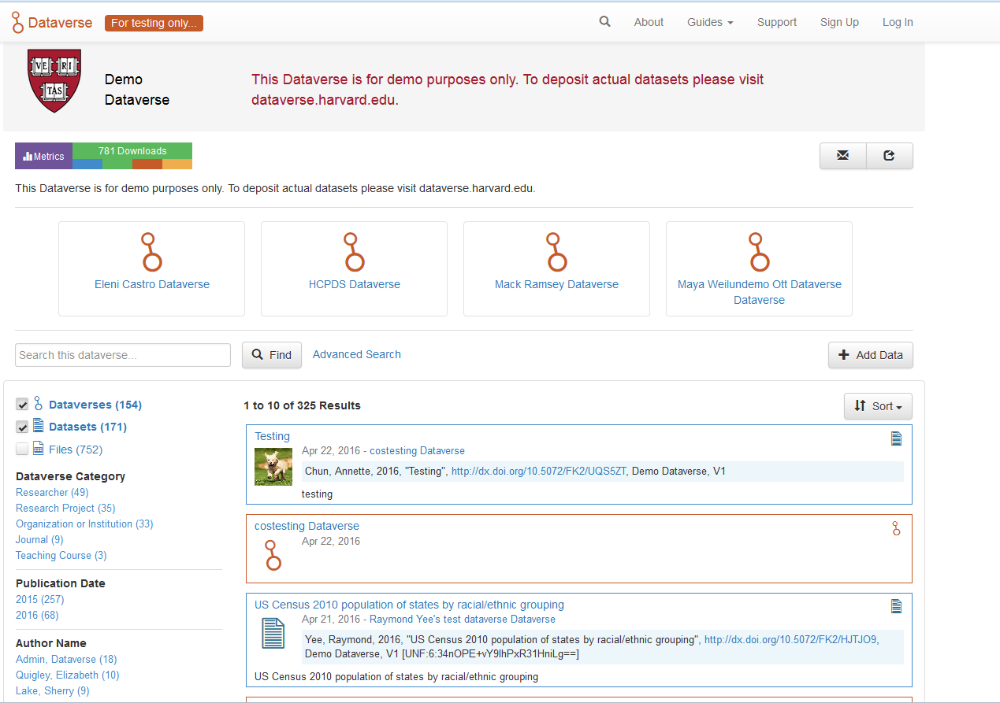 Dataverse
For testing only...
About
Guides
Support
Sign Up
Log In
VE RI
TAS
Demo
Dataverse
This Dataverse is for demo purposes only. To deposit actual datasets please visit
dataverse.harvard.edu.
Metrics
781 Downloads
This Dataverse is for demo purposes only. To deposit actual datasets please visit dataverse.harvard.edu.
Eleni Castro Dataverse
HCPDS Dataverse
Mack Ramsey Dataverse
Maya Weilundemo Ott Dataverse
Dataverse
Search this dataverse...
Find
Advanced Search
Add Data
Dataverses (154)
Datasets (171)
Files (752)
Dataverse Category
Researcher (49)
Research Project (35)
Organization or Institution (33)
Journal (9)
Teaching Course (3)
Publication Date
2015 (257)
2016 (68)
Author Name
Admin, Dataverse (18)
Quigley, Elizabeth (10)
Lake, Sherry (9)
1 to 10 of 325 Results
Sort
Testing
Apr 22, 2016 - costesting Dataverse
Chun, Annette, 2016, "Testing", http://dx.doi.org/10.5072/FK2/UQS5ZT, Demo Dataverse, V1
testing
costesting Dataverse
Apr 22, 2016
US Census 2010 population of states by racial/ethnic grouping
Apr 21, 2016 - Raymond Yee's test dataverse Dataverse
Yee, Raymond, 2016, "US Census 2010 population of states by racial/ethnic grouping", http://dx.doi.org/10.5072/FK2/HJTJO9,
Demo Dataverse, V1 [UNF:6:34nOPE+vY9lhPxR31HniLg==]
US Census 2010 population of states by racial/ethnic grouping